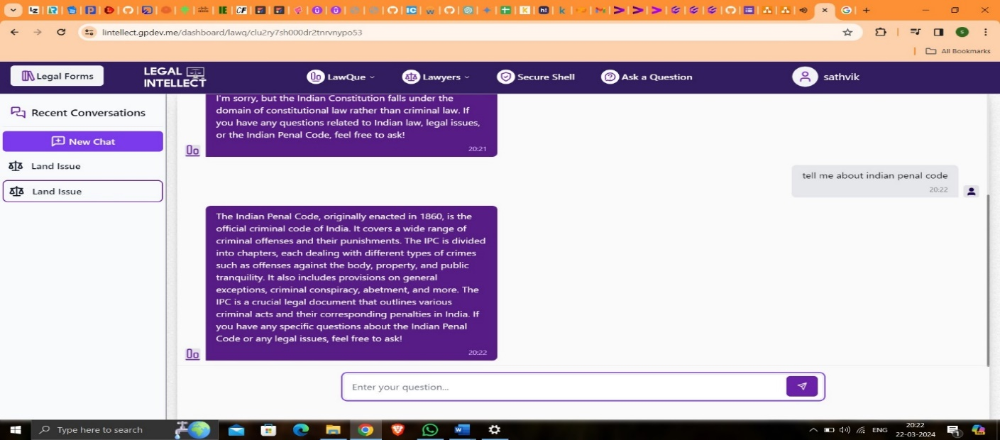 lintellect.gpdev.me/dashboard/lawq/clu2ry7sh000dr2tnrvnypo53
All Bookmarks
Legal Forms
LEGAL
INTELLECT
LawQue
Lawyers
Secure Shell
Ask a Question
sathvik
Recent Conversations
New Chat
Land Issue
Land Issue
I'm sorry, but the Indian Constitution falls under the
domain of constitutional law rather than criminal law. If
you have any questions related to Indian law, legal issues,
or the Indian Penal Code, feel free to ask!
20:21
tell me about indian penal code
20:22
The Indian Penal Code, originally enacted in 1860, is the
official criminal code of India. It covers a wide range of
criminal offenses and their punishments. The IPC is divided
into chapters, each dealing with different types of crimes
such as offenses against the body, property, and public
tranquility. It also includes provisions on general
exceptions, criminal conspiracy, abetment, and more. The
IPC is a crucial legal document that outlines various
criminal acts and their corresponding penalties in India. If
you have any specific questions about the Indian Penal
Code or any legal issues, feel free to ask!
20:22
Enter your question...
Type here to search
ENG
20:22
22-03-2024